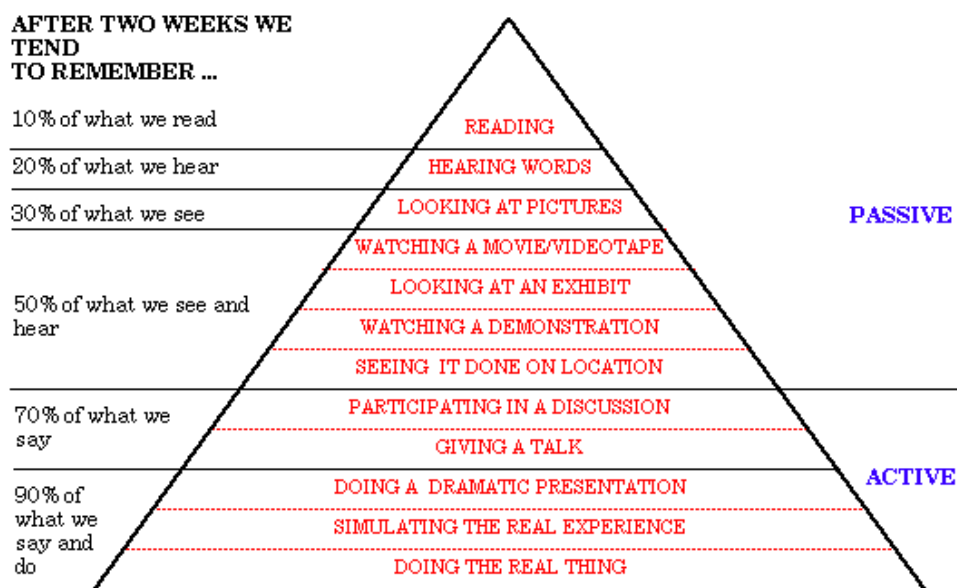 AFTER TWO WEEKS WE
TEND
TO REMEMBER ...
10% of what we read
READING
20% of what we hear
HEARING WORDS
30% of what we see
LOOKING AT PICTURES
PASSIVE
WATCHING A MOVIE/VIDEOTAPE
50% of what we see and
hear
LOOKING AT AN EXHIBIT
WATCHING A DEMONSTRATION
SEEING IT DONE ON LOCATION
70% of what we
say
PARTICIPATING IN A DISCUSSION
GIVING A TALK
ACTIVE
90% of
what we
say and
do
DOING A DRAMATIC PRESENTATION
SIMULATING THE REAL EXPERIENCE
DOING THE REAL THING